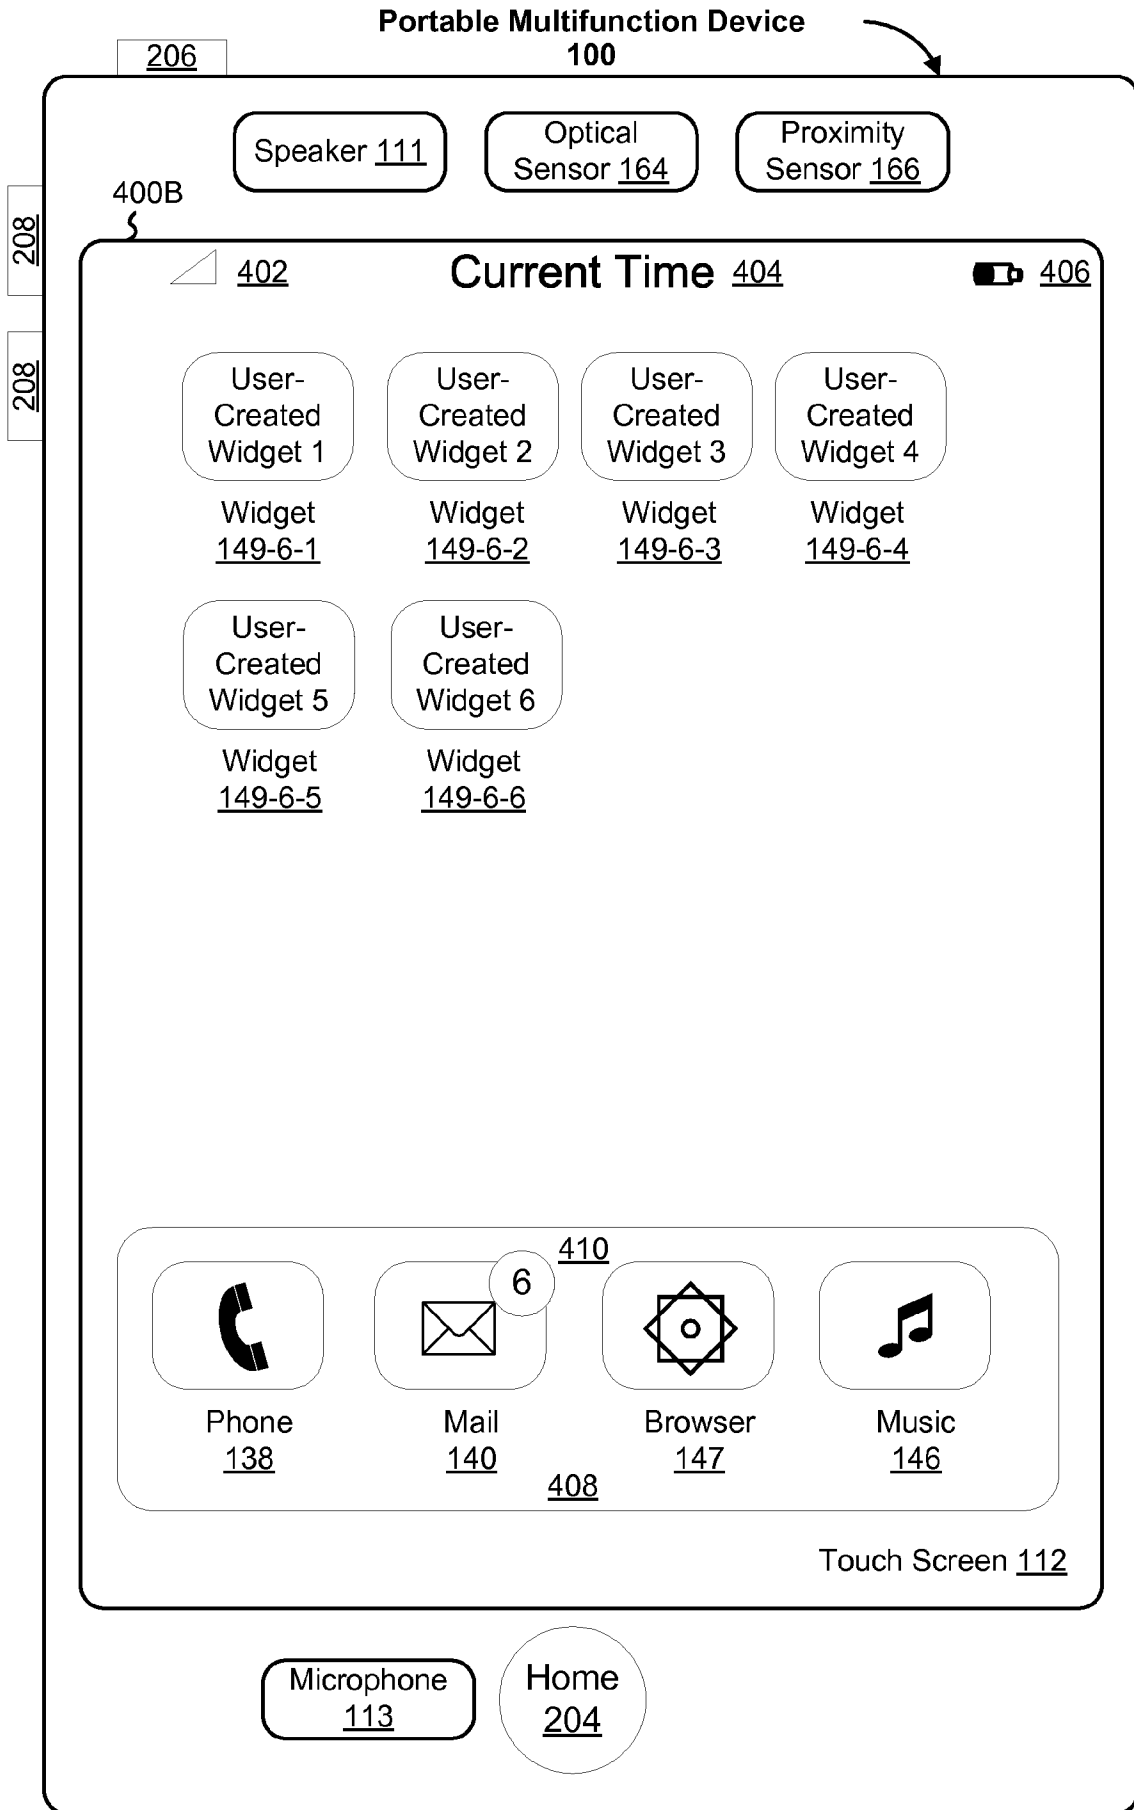 Portable Multifunction Device
100
206
Speaker 111
Optical
Sensor 164
Proximity
Sensor 166
400B
208
208
402
Current Time 404
406
User-
Created
Widget 1
User-
Created
Widget 2
User-
Created
Widget 3
User-
Created
Widget 4
Widget
149-6-1
Widget
149-6-2
Widget
149-6-3
Widget
149-6-4
User-
Created
Widget 5
User-
Created
Widget 6
Widget
149-6-5
Widget
149-6-6
410
6
Phone
138
Mail
140
Browser
147
Music
146
408
Touch Screen 112
Microphone
113
Home
204